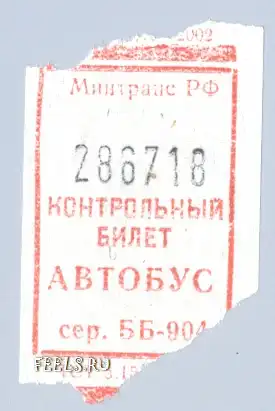 2002
Минтранс РФ
286718
КОНТРОЛЬНЫЙ
БИЛЕТ
АВТОБУС
сер. ББ-904
FEELS.RU